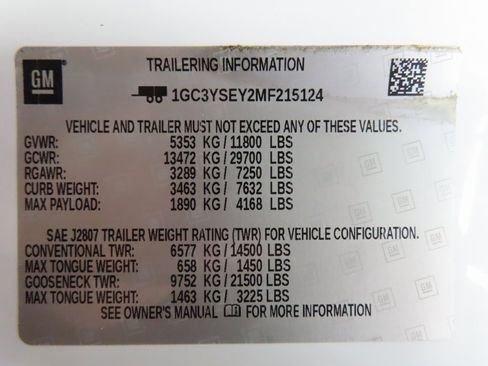 GM
TRAILERING INFORMATION
1GC3YSEY2MF215124
VEHICLE AND TRAILER MUST NOT EXCEED ANY OF THESE VALUES.
GVWR: 5353 KG / 11800 LBS
GCWR: 13472 KG / 29700 LBS
RGAWR: 3289 KG / 7250 LBS
CURB WEIGHT: 3463 KG / 7632 LBS
MAX PAYLOAD: 1890 KG / 4168 LBS
SAE J2807 TRAILER WEIGHT RATING (TWR) FOR VEHICLE CONFIGURATION.
CONVENTIONAL TWR: 6577 KG / 14500 LBS
MAX TONGUE WEIGHT: 658 KG / 1450 LBS
GOOSENECK TWR: 9752 KG / 21500 LBS
MAX TONGUE WEIGHT: 1463 KG / 3225 LBS
SEE OWNER'S MANUAL FOR MORE INFORMATION